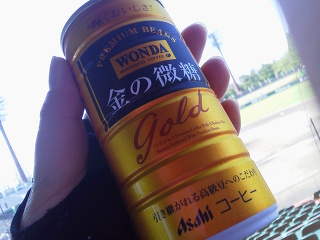 PREMIUM BEANS
WONDA
金の微糖
Gold
引き継がれる高級豆へのこだわり
Asahi コーヒー